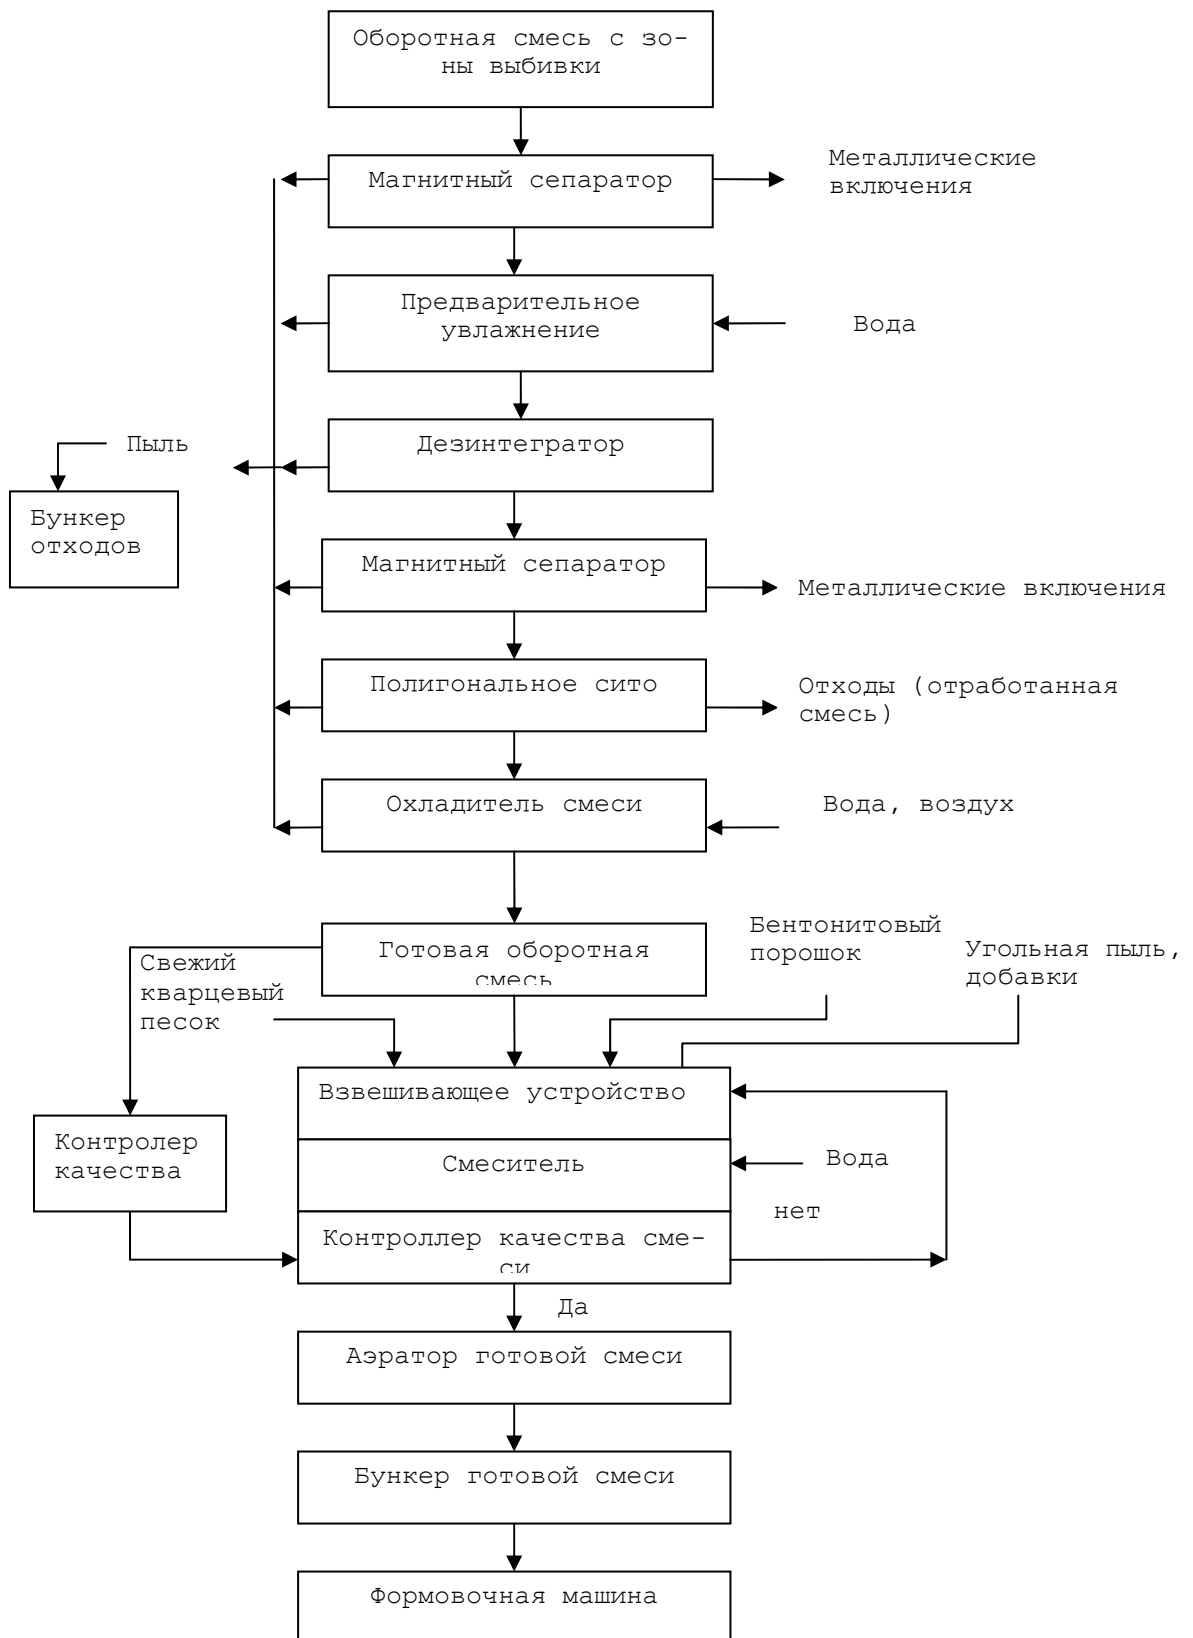 Оборотная смесь с зо-
ны выбивки
Магнитный сепаратор
Металлические
включения
Предварительное
увлажнение
Вода
Дезинтегратор
Пыль
Бункер
отходов
Магнитный сепаратор
Металлические включения
Полигональное сито
Отходы (отработанная
смесь)
Охладитель смеси
Вода, воздух
Готовая оборотная
смесь
Бентонитовый
порошок
Угольная пыль,
добавки
Свежий
кварцевый
песок
Взвешивающее устройство
Контролер
качества
Смеситель
Вода
нет
Контроллер качества сме-
си
Да
Аэратор готовой смеси
Бункер готовой смеси
Формовочная машина